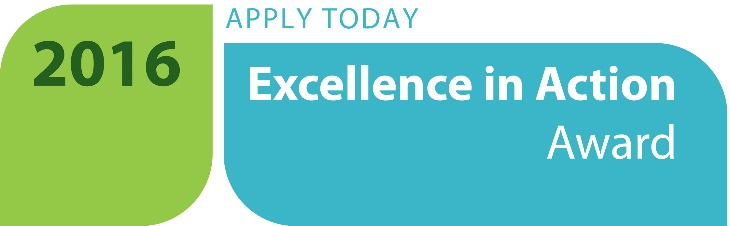 2016
APPLY TODAY
Excellence in Action
Award